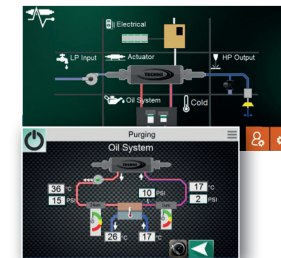 Electrical
LP Input
Actuator
HP Output
TECHNI
Oil System
Cold
Purging
Oil System
36 °C
15 PSI
10
PSI
17 °C
2 PSI
26 °C
17 °C